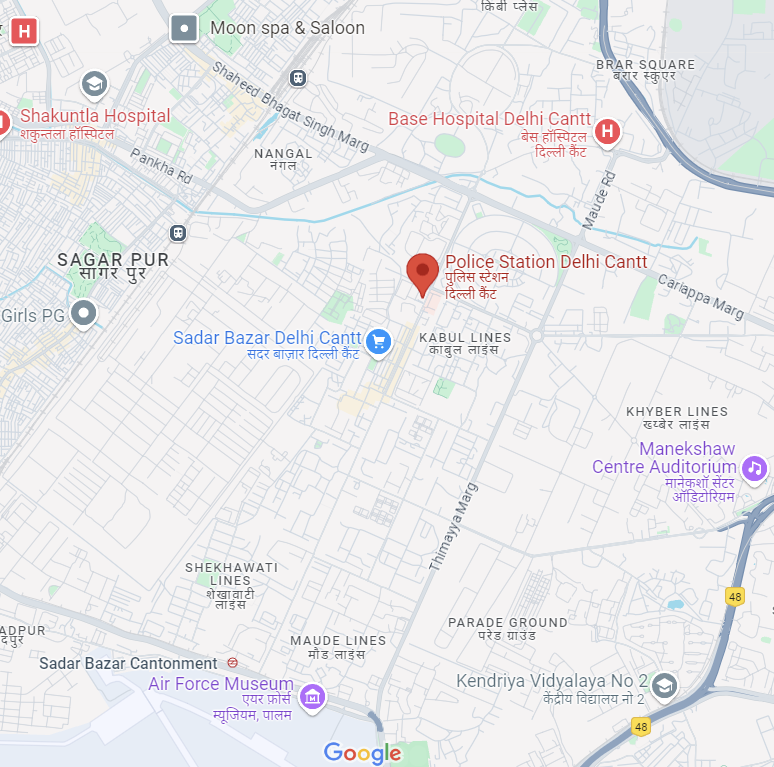 किर्बी प्लेस
H
Moon spa & Saloon
BRAR SQUARE
बरार स्कुएर
Shaheed Bhagat Singh Marg
Shakuntla Hospital
शकुन्तला हॉस्पिटल
Base Hospital Delhi Cantt
बेस हॉस्पिटल
दिल्ली कैंट
H
NANGAL
नंगल
Pankha Rd
Maude Rd
SAGAR PUR
सागर पुर
Police Station Delhi Cantt
पुलिस स्टेशन
दिल्ली कैंट
Cariappa Marg
Girls PG
Sadar Bazar Delhi Cantt
सदर बाज़ार दिल्ली कैंट
KABUL LINES
काबुल लाइंस
KHYBER LINES
ख्य्बेर लाइंस
Manekshaw
Centre Auditorium
मानेकशॉ सेंटर
ऑडिटोरियम
Thimayya Marg
SHEKHAWATI
LINES
शेखावाटी
लाइंस
48
PARADE GROUND
परेड ग्राउंड
ADPUR
दपुर
MAUDE LINES
मौड लाइंस
Sadar Bazaar Cantonment
Air Force Museum
एयर फ़ोर्स
म्यूजियम, पालम
Kendriya Vidyalaya No 2
केंद्रीय विद्यालय नो 2
48
Google